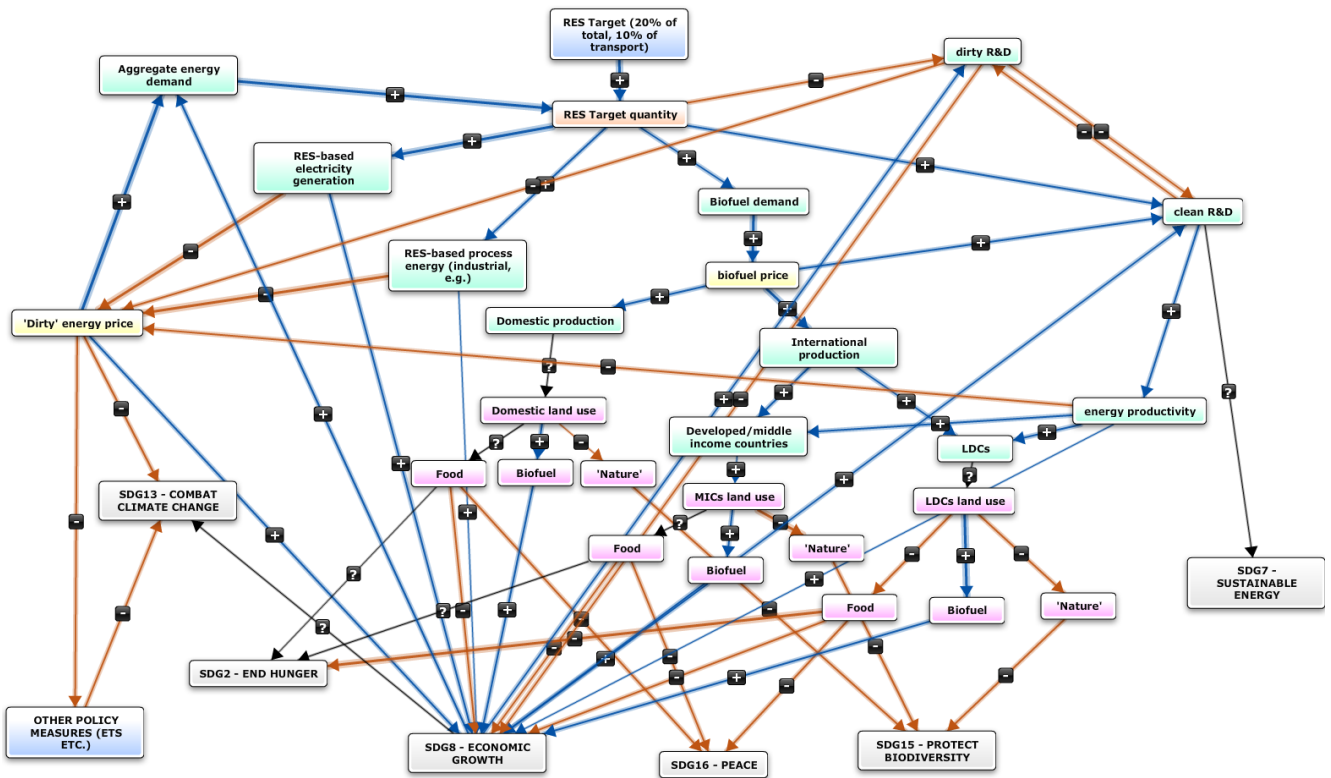 RES Target (20% of
total, 10% of
transport)
dirty R&D
Aggregate energy
demand
-
+
RES Target quantity
+
-
-
+
RES-based
electricity
generation
+
+
-
+
Biofuel demand
+
clean R&D
+
-
RES-based process
energy (industrial,
e.g.)
+
biofuel price
+
-
+
+
+
'Dirty' energy price
Domestic production
International
production
?
-
+
+
?
-
Domestic land use
+
-
+
energy productivity
+
?
+
-
Developed/middle
income countries
+
+
LDCs
Food
Biofuel
'Nature'
+
+
?
SDG13 - COMBAT
CLIMATE CHANGE
MICs land use
LDCs land use
+
-
+
?
+
-
Food
'Nature'
-
+
-
Biofuel
SDG7 -
SUSTAINABLE
ENERGY
?
+
Food
Biofuel
'Nature'
-
?
-
+
-
-
?
-
-
-
-
+
-
-
SDG2 - END HUNGER
+
-
OTHER POLICY
MEASURES (ETS
ETC.)
SDG8 - ECONOMIC
GROWTH
SDG16 - PEACE
SDG15 - PROTECT
BIODIVERSITY